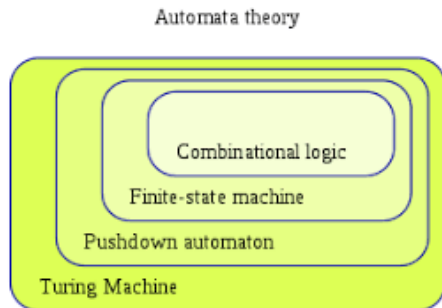 Automata theory
Combinational logic
Finite-state machine
Pushdown automaton
Turing Machine